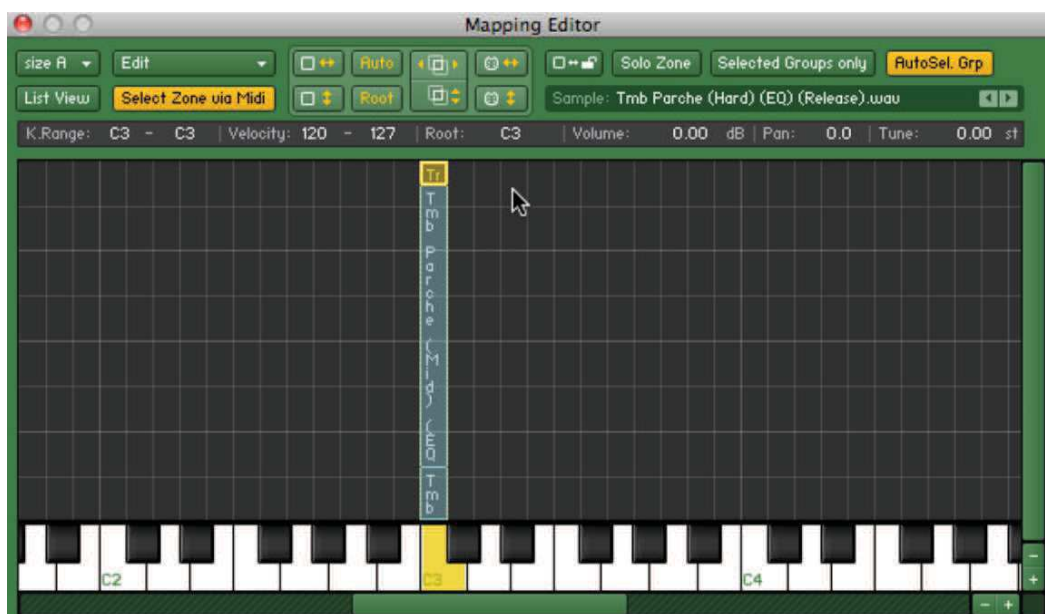 Mapping Editor
size A Edit Auto Solo Zone Selected Groups only AutoSel. Grp
List View Select Zone via Midi Root Sample: Tmb Parche (Hard) (EQ) (Release).wav
K.Range: C3 - C3 | Velocity: 120 - 127 | Root: C3 | Volume: 0.00 dB | Pan: 0.0 | Tune: 0.00 st
Tmb Parche (Mid) (EQ
Tmb
C2 C3 C4